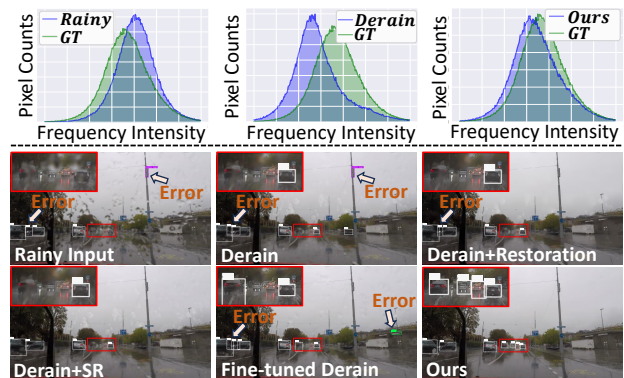 Rainy
GT
Pixel Counts
Frequency Intensity
Derain
GT
Pixel Counts
Frequency Intensity
Ours
GT
Pixel Counts
Frequency Intensity
Error
Error
Rainy Input
Error
Derain
Error
Derain+Restoration
Derain+SR
Error
Error
Fine-tuned Derain
Ours